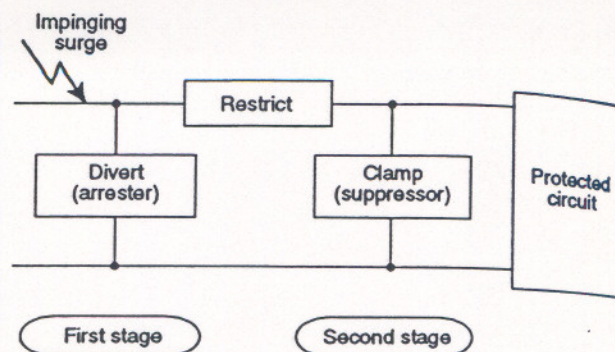 Impinging
surge
Restrict
Divert
(arrester)
Clamp
(suppressor)
Protected
circuit
First stage
Second stage